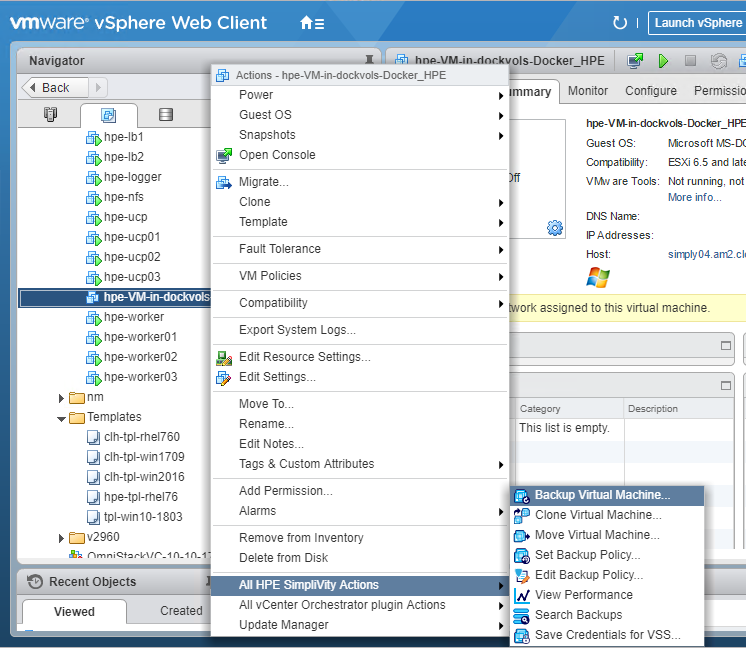 vmware® vSphere Web Client
Launch vSphere
Navigator
Back
hpe-lb1
hpe-lb2
hpe-logger
hpe-nfs
hpe-ucp
hpe-ucp01
hpe-ucp02
hpe-ucp03
hpe-VM-in-dockvols-
hpe-worker
hpe-worker01
hpe-worker02
hpe-worker03
nm
Templates
clh-tpl-rhel760
clh-tpl-win1709
clh-tpl-win2016
hpe-tpl-rhel76
tpl-win10-1803
v2960
OmniStackVC-10-10-17
Recent Objects
Viewed
Created
Actions - hpe-VM-in-dockvols-Docker_HPE
Power
Guest OS
Snapshots
Open Console
Migrate...
Clone
Template
Fault Tolerance
VM Policies
Compatibility
Export System Logs...
Edit Resource Settings...
Edit Settings...
Move To...
Rename...
Edit Notes...
Tags & Custom Attributes
Add Permission...
Alarms
Remove from Inventory
Delete from Disk
All HPE SimpliVity Actions
All vCenter Orchestrator plugin Actions
Update Manager
Backup Virtual Machine...
Clone Virtual Machine...
Move Virtual Machine...
Set Backup Policy...
Edit Backup Policy...
View Performance
Search Backups
Save Credentials for VSS...
hpe-VM-in-dockvols-Docker_HPE
Monitor
Configure
hpe-VM-in-dockvols-Docker_HPE
Guest OS: Microsoft MS-DO
Compatibility: ESXi 6.5 and late
VMware Tools: Not running, not
More info...
DNS Name:
IP Addresses:
Host: simply04.am2.cl
assigned to this virtual machine.
Category
Description
This list is empty.